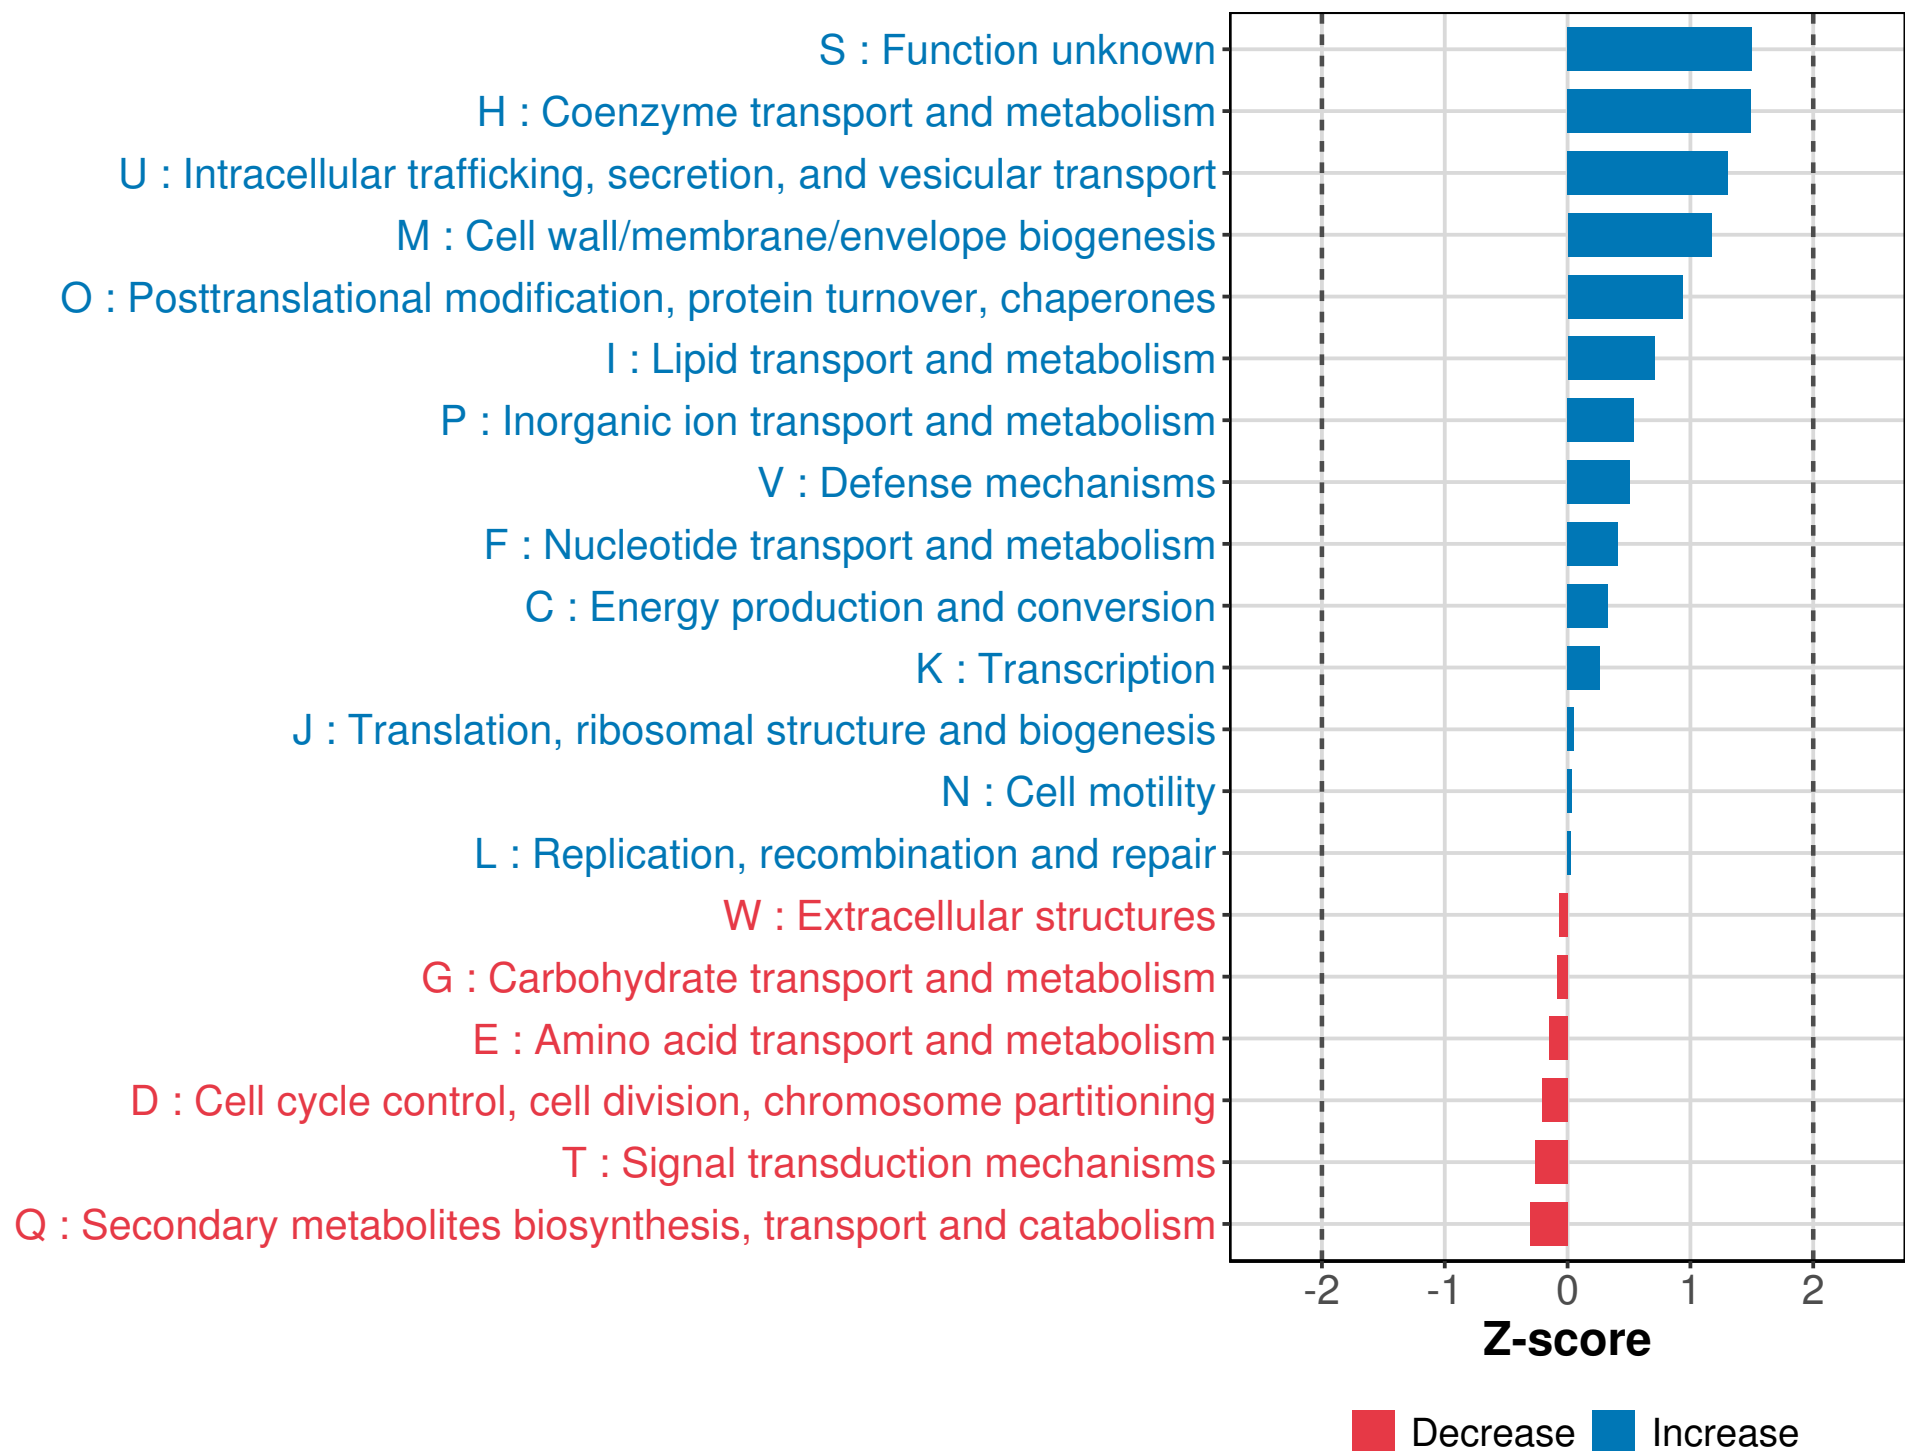 S : Function unknown
H : Coenzyme transport and metabolism
U : Intracellular trafficking, secretion, and vesicular transport
M : Cell wall/membrane/envelope biogenesis
O : Posttranslational modification, protein turnover, chaperones
I : Lipid transport and metabolism
P : Inorganic ion transport and metabolism
V : Defense mechanisms
F : Nucleotide transport and metabolism
C : Energy production and conversion
K : Transcription
J : Translation, ribosomal structure and biogenesis
N : Cell motility
L : Replication, recombination and repair
W : Extracellular structures
G : Carbohydrate transport and metabolism
E : Amino acid transport and metabolism
D : Cell cycle control, cell division, chromosome partitioning
T : Signal transduction mechanisms
Q : Secondary metabolites biosynthesis, transport and catabolism
-2 -1 0 1 2
Z-score
Decrease Increase